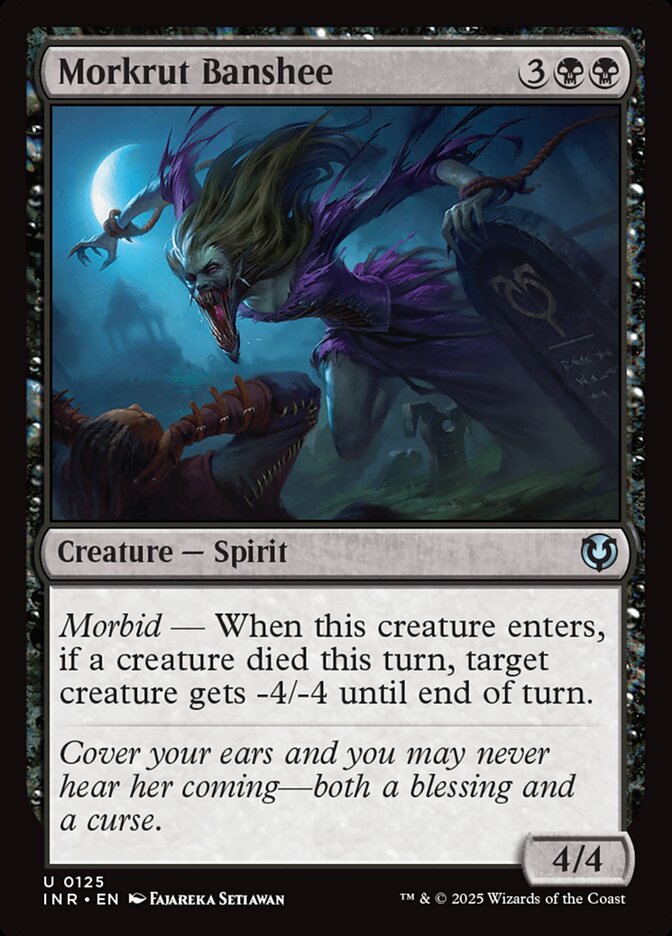 Morkrut Banshee 3
Creature — Spirit
Morbid — When this creature enters,
if a creature died this turn, target
creature gets -4/-4 until end of turn.
Cover your ears and you may never
hear her coming—both a blessing and
a curse.
4/4
U 0125
INR • EN Fajareka Setiawan
™ & © 2025 Wizards of the Coast